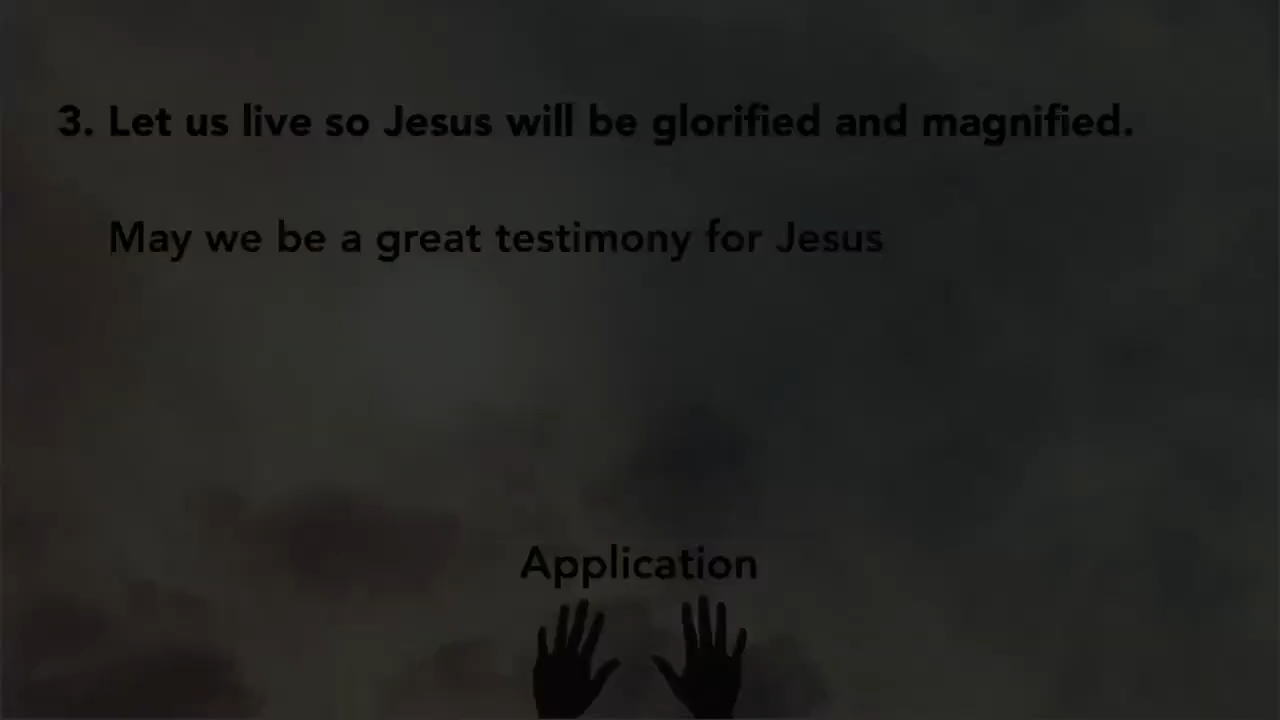 3. Let us live so Jesus will be glorified and magnified.
May we be a great testimony for Jesus
Application